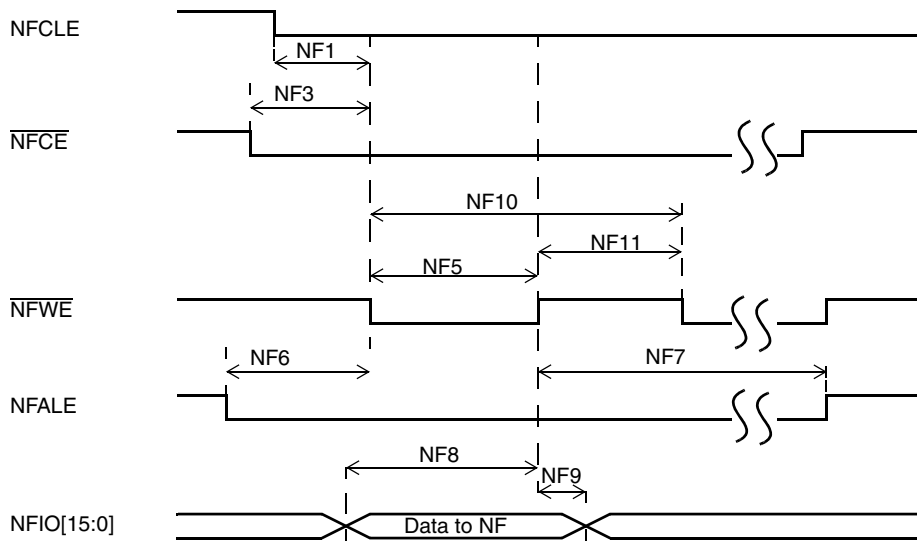 NFCLE
NF1
NF3
NFCE
NF10
NF11
NF5
NFWE
NF6
NF7
NFALE
NF8
NF9
NFIO[15:0]
Data to NF